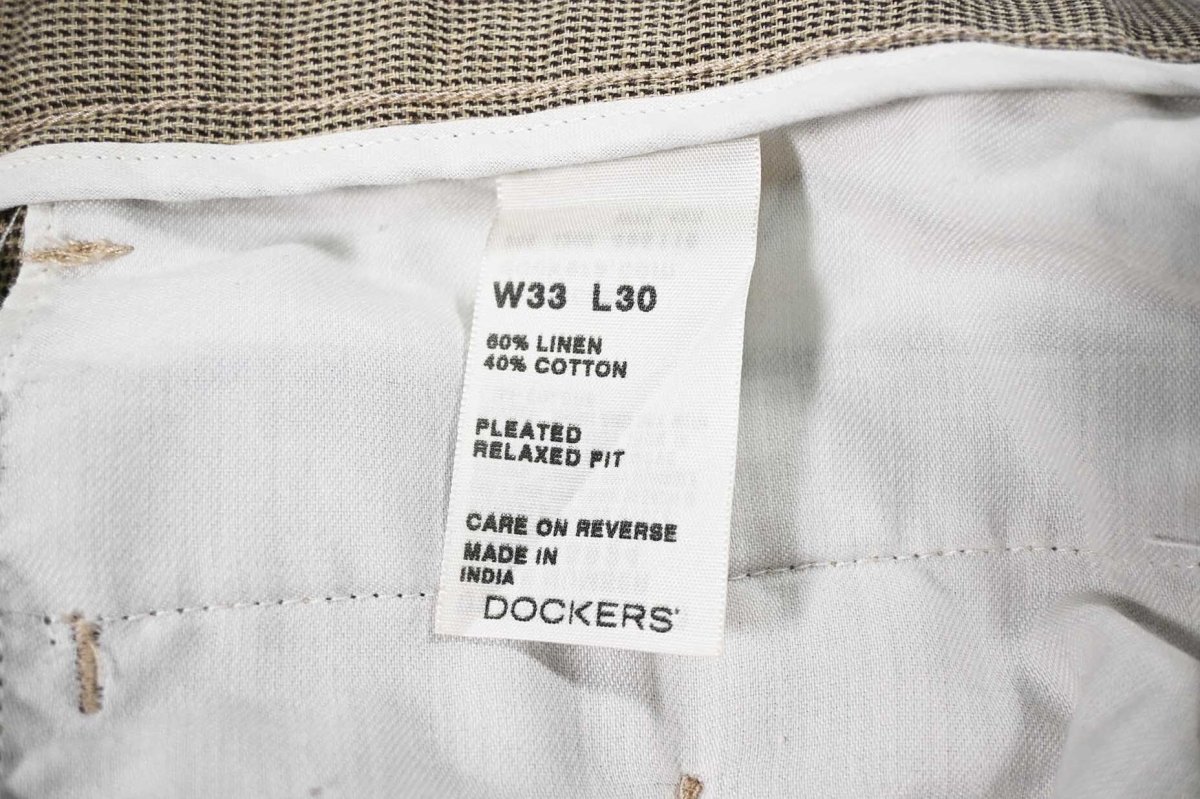 W33 L30
60% LINEN
40% COTTON
PLEATED
RELAXED FIT
CARE ON REVERSE
MADE IN
INDIA
DOCKERS®